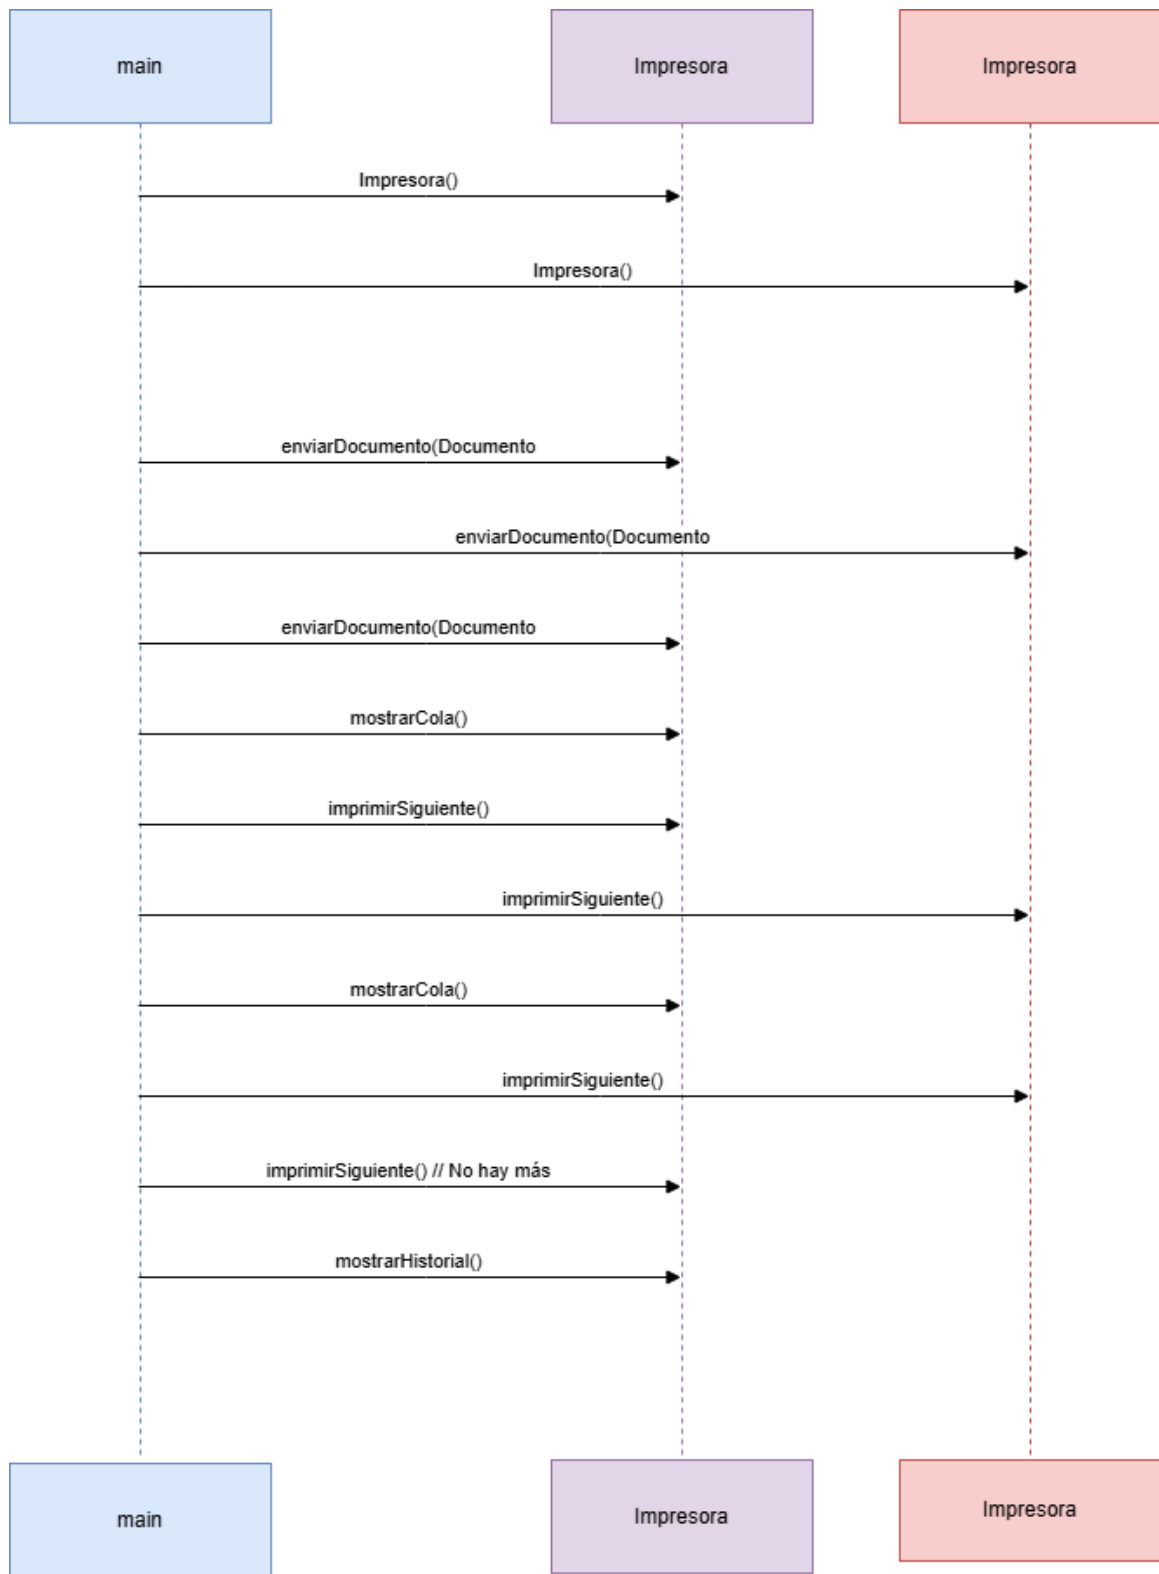 main
Impresora
Impresora
Impresora()
Impresora()
enviarDocumento(Documento
enviarDocumento(Documento
enviarDocumento(Documento
mostrarCola()
imprimirSiguiente()
imprimirSiguiente()
mostrarCola()
imprimirSiguiente()
imprimirSiguiente() // No hay más
mostrarHistorial()
main
Impresora
Impresora